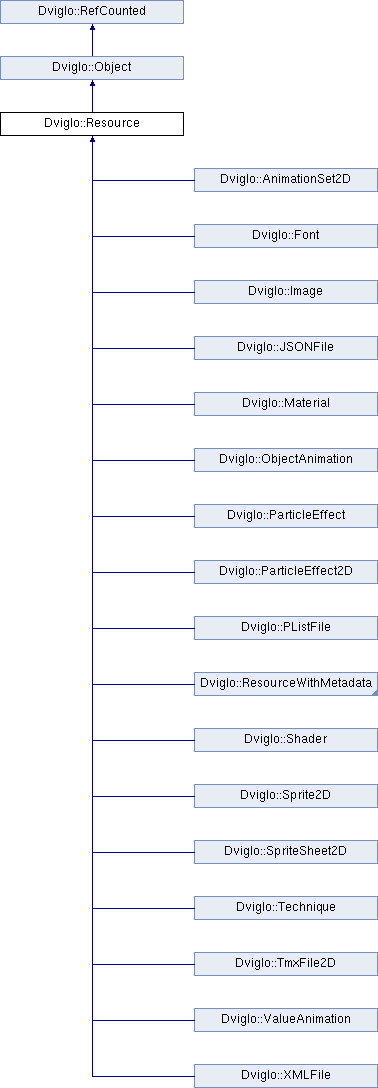 Dviglo::RefCounted
Dviglo::Object
Dviglo::Resource
Dviglo::AnimationSet2D
Dviglo::Font
Dviglo::Image
Dviglo::JSONFile
Dviglo::Material
Dviglo::ObjectAnimation
Dviglo::ParticleEffect
Dviglo::ParticleEffect2D
Dviglo::PListFile
Dviglo::ResourceWithMetadata
Dviglo::Shader
Dviglo::Sprite2D
Dviglo::SpriteSheet2D
Dviglo::Technique
Dviglo::TmxFile2D
Dviglo::ValueAnimation
Dviglo::XMLFile